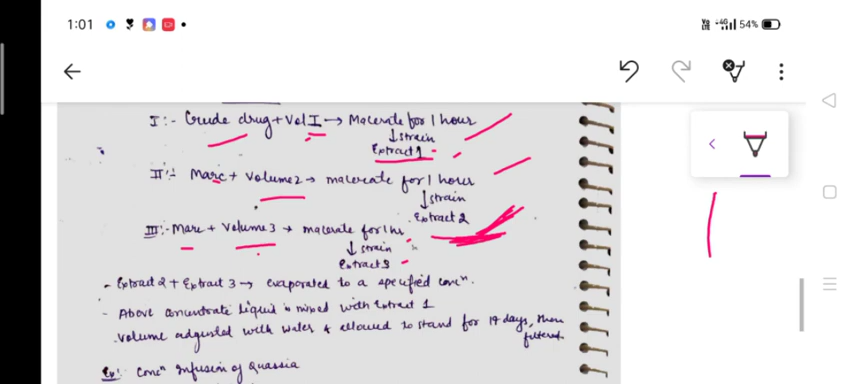 1:01
Vo LTE 4G 54%
I:- Crude drug + Vol I → Macerate for 1 hour
↓ strain
Extract 1
II:- Marc + Volume 2 → macerate for 1 hour
↓ strain
Extract 2
III:- Marc + Volume 3 → macerate for 1 hr
↓ strain
Extract 3
- Extract 2 + Extract 3 → evaporated to a specified concⁿ.
- Above concentrate liquid is mixed with Extract 1
. Volume adjusted with water & allowed to stand for 14 days, then
filtered.
Ex: Concⁿ Infusion of Quassia